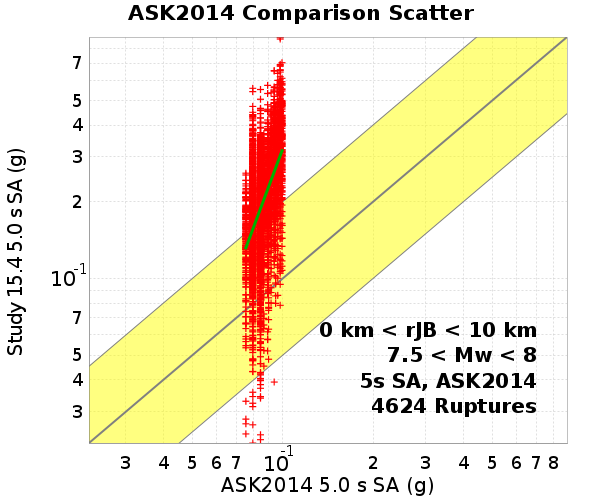 ASK2014 Comparison Scatter
Study 15.4 5.0 s SA (g)
7
5
4
3
2
10-1
7
5
4
3
0 km < rJB < 10 km
7.5 < Mw < 8
5s SA, ASK2014
4624 Ruptures
3 4 5 6 7 10-1 2 3 4 5 6 7 8
ASK2014 5.0 s SA (g)